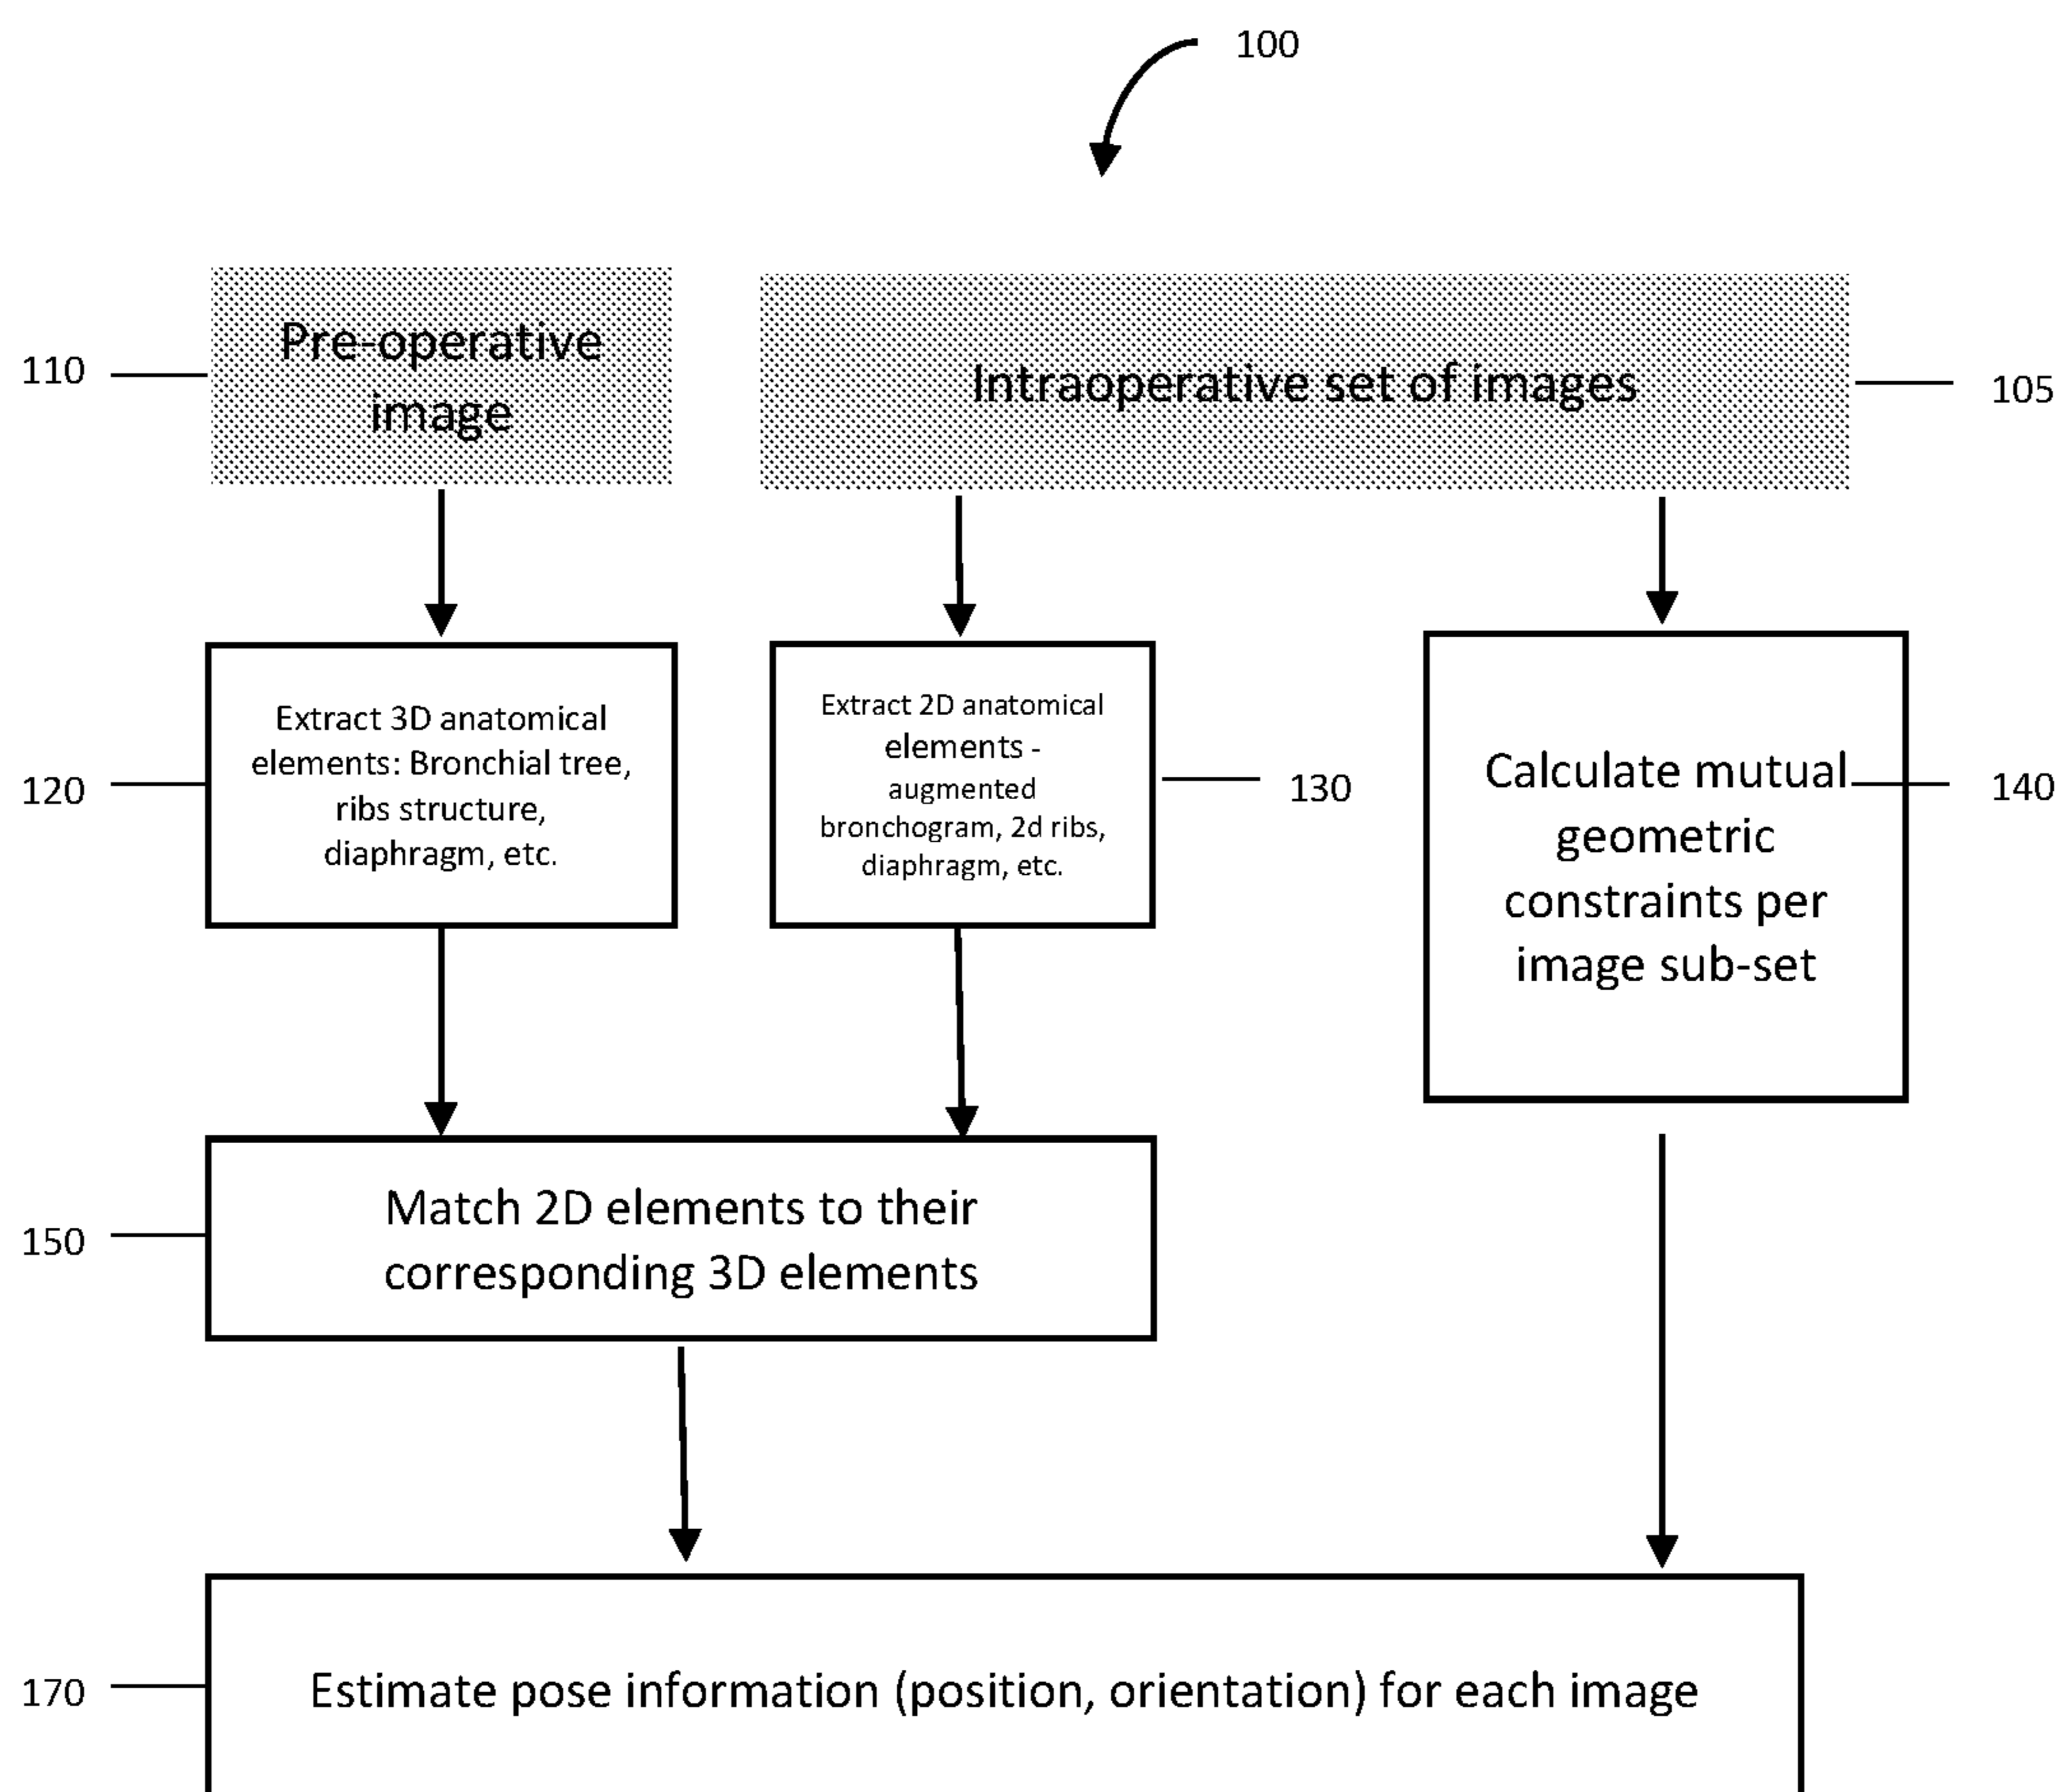 100
Pre-operative
image
110
Intraoperative set of images
105
Extract 3D anatomical
elements: Bronchial tree,
ribs structure,
diaphragm, etc.
120
Extract 2D anatomical
elements -
augmented
bronchogram, 2d ribs,
diaphragm, etc.
130
Calculate mutual
geometric
constraints per
image sub-set
140
Match 2D elements to their
corresponding 3D elements
150
Estimate pose information (position, orientation) for each image
170